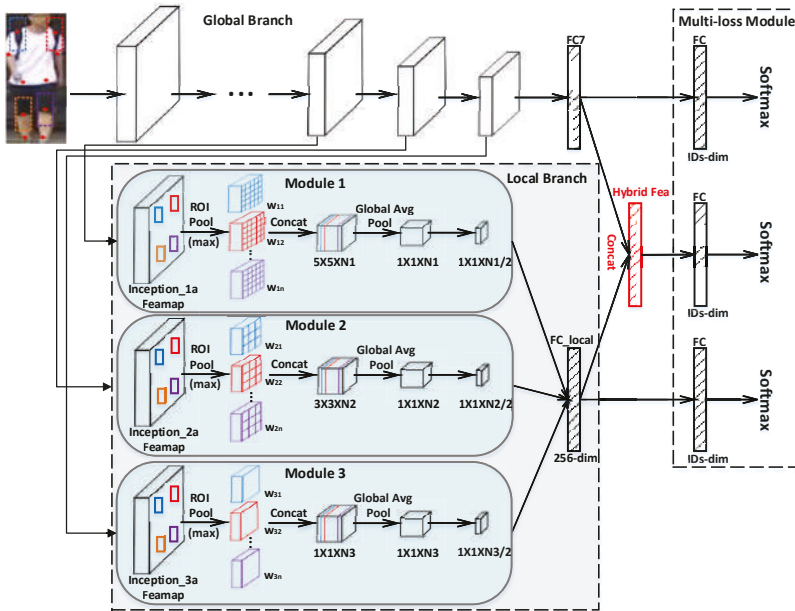 Global Branch
...
FC7
Multi-loss Module
FC
IDs-dim
Softmax
Hybrid Fea
Concat
FC
IDs-dim
Softmax
FC
IDs-dim
Softmax
Local Branch
Module 1
ROI
Pool
(max)
Inception_1a
Feamap
w11
w12
w1n
Concat
5X5XN1
Global Avg
Pool
1X1XN1
1X1XN1/2
Module 2
ROI
Pool
(max)
Inception_2a
Feamap
w21
w22
w2n
Concat
3X3XN2
Global Avg
Pool
1X1XN2
1X1XN2/2
FC_local
256-dim
Module 3
ROI
Pool
(max)
Inception_3a
Feamap
w31
w32
w3n
Concat
1X1XN3
Global Avg
Pool
1X1XN3
1X1XN3/2